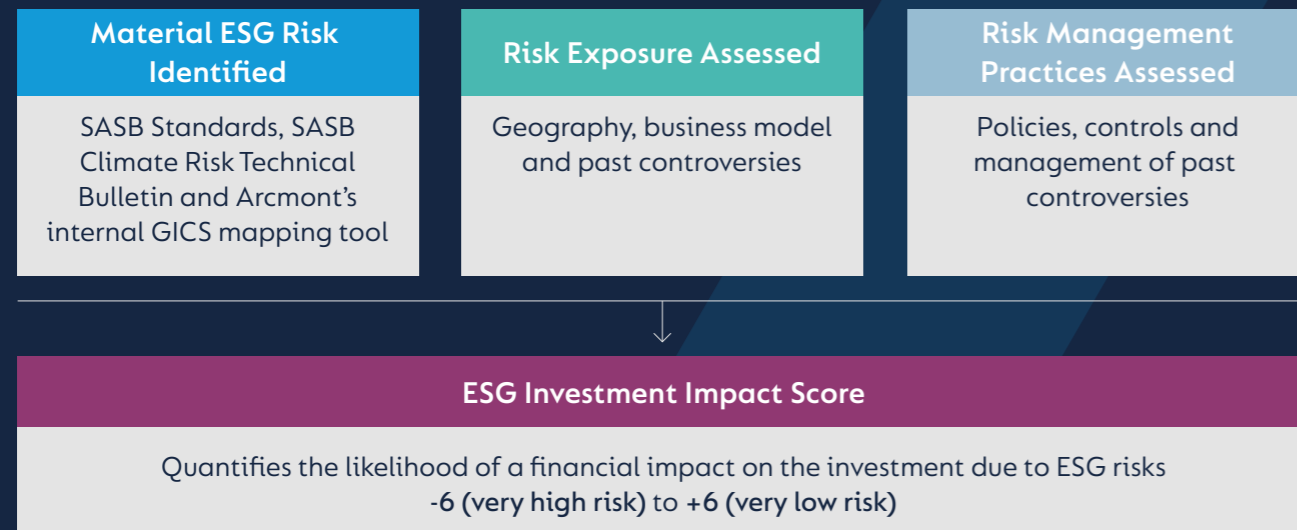 Material ESG Risk
Identified
SASB Standards, SASB
Climate Risk Technical
Bulletin and Arcmont’s
internal GICS mapping tool
Risk Exposure Assessed
Geography, business model
and past controversies
Risk Management
Practices Assessed
Policies, controls and
management of past
controversies
ESG Investment Impact Score
Quantifies the likelihood of a financial impact on the investment due to ESG risks
-6 (very high risk) to +6 (very low risk)